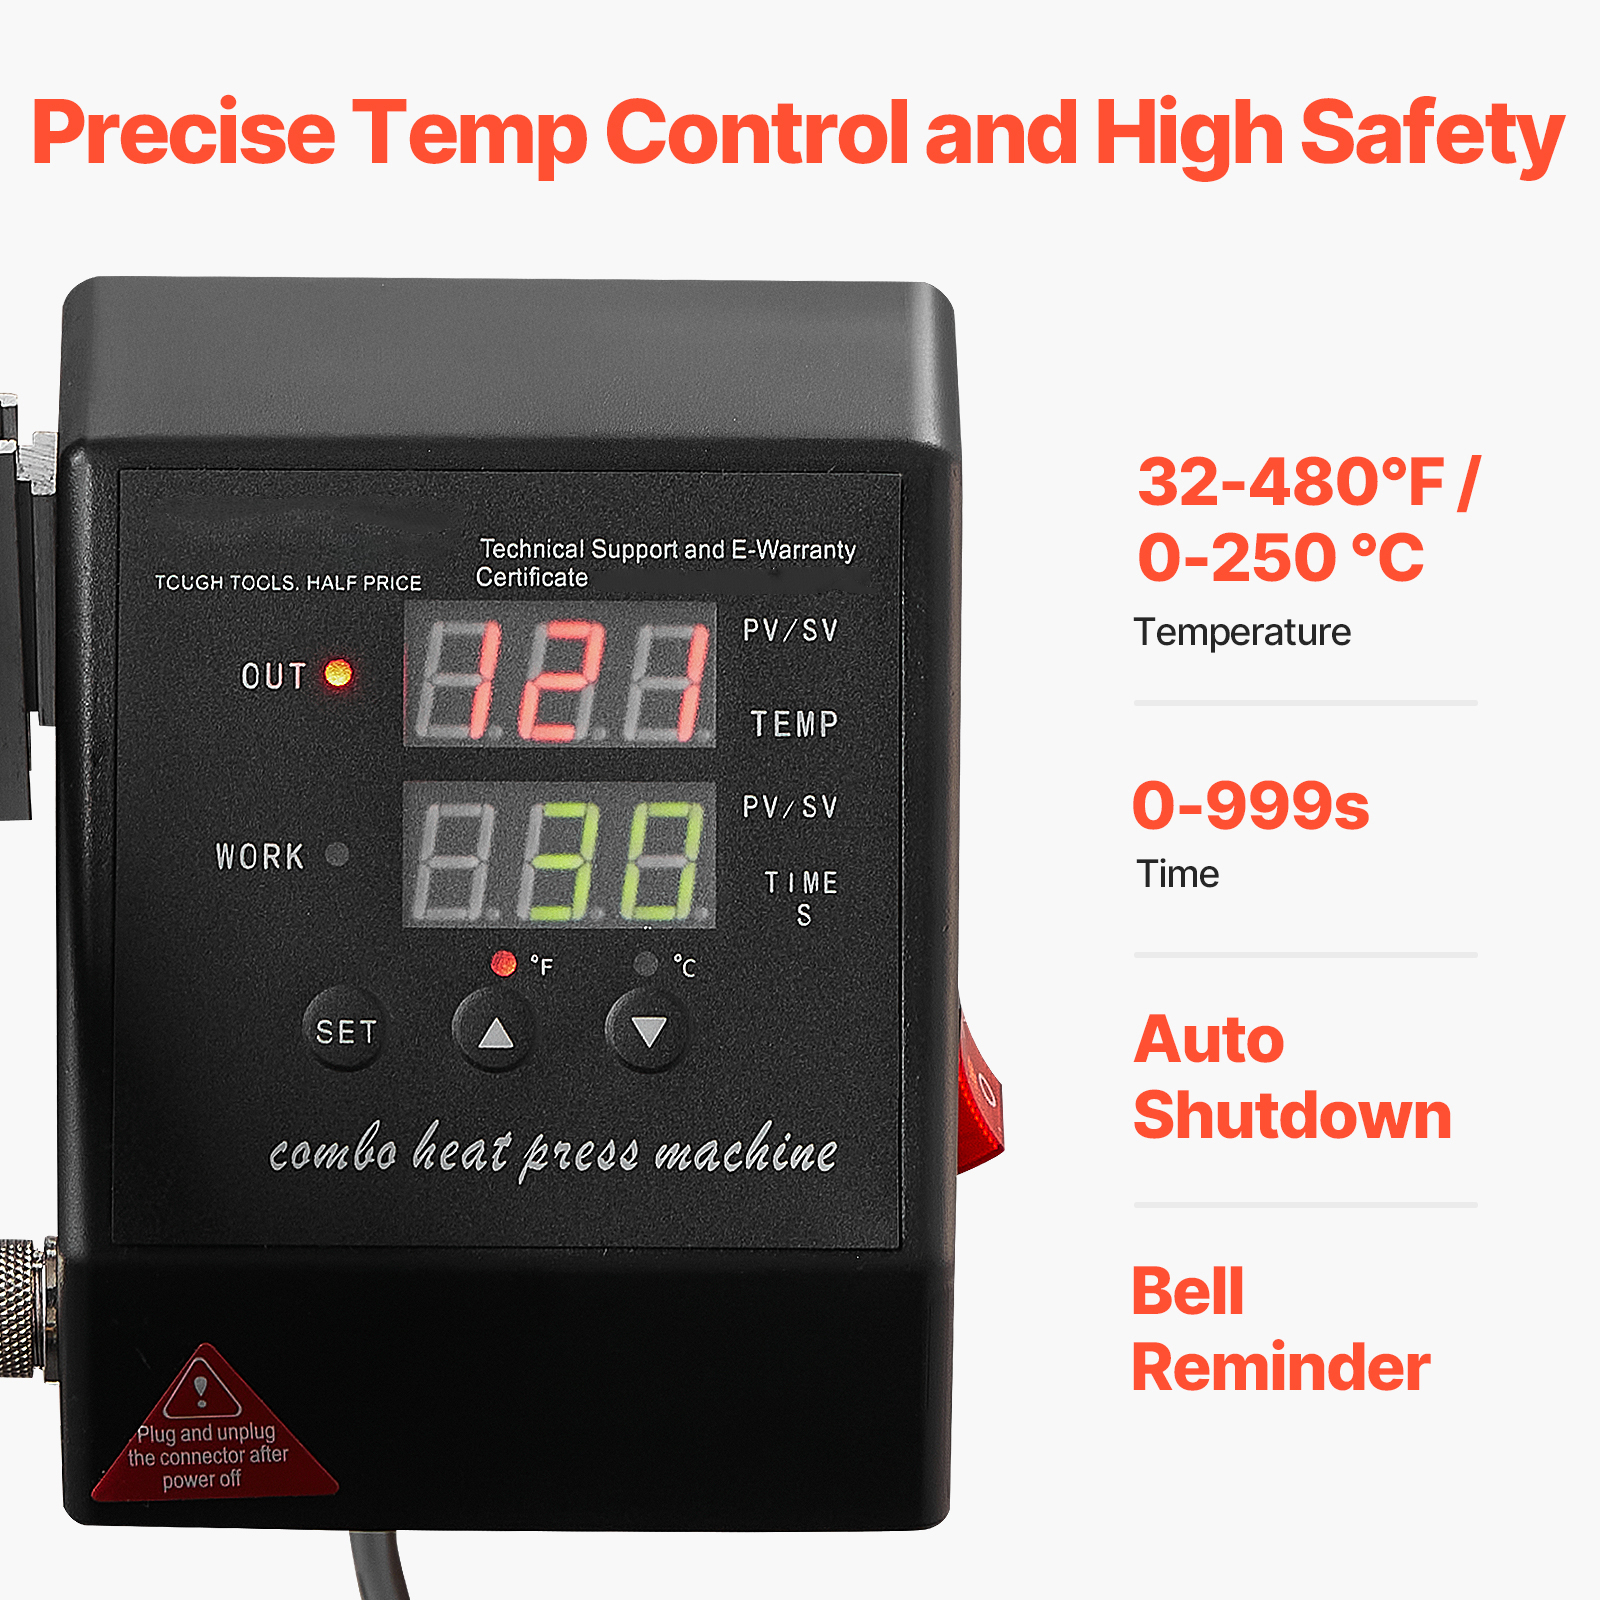 Precise Temp Control and High Safety
Technical Support and E-Warranty
Certificate
TOUGH TOOLS. HALF PRICE
121
PV/SV
OUT
TEMP
30
PV/SV
WORK
TIME
S
°F
°C
SET
combo heat press machine
Plug and unplug
the connector after
power off
32-480°F /
0-250 °C
Temperature
0-999s
Time
Auto
Shutdown
Bell
Reminder